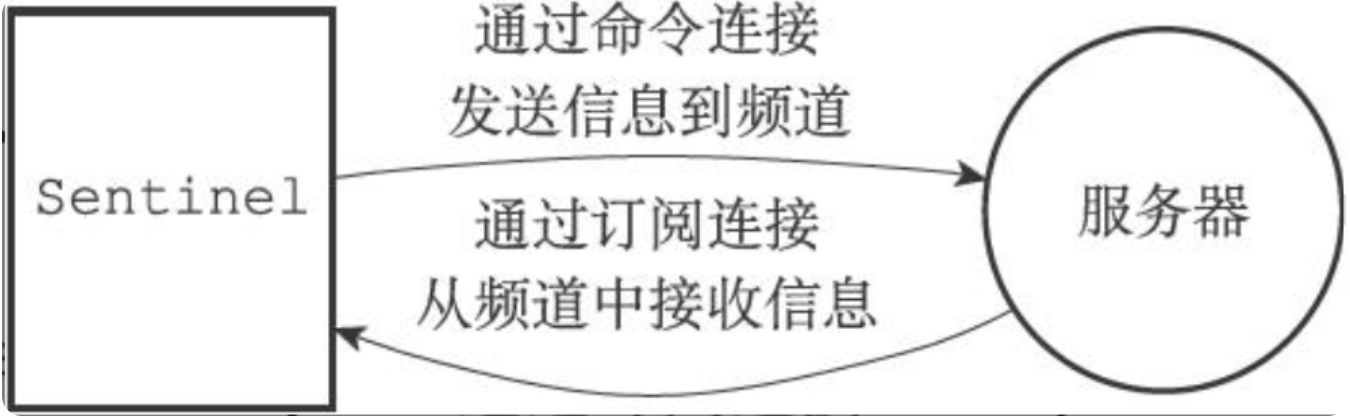 通过命令连接
发送信息到频道
Sentinel
服务器
通过订阅连接
从频道中接收信息